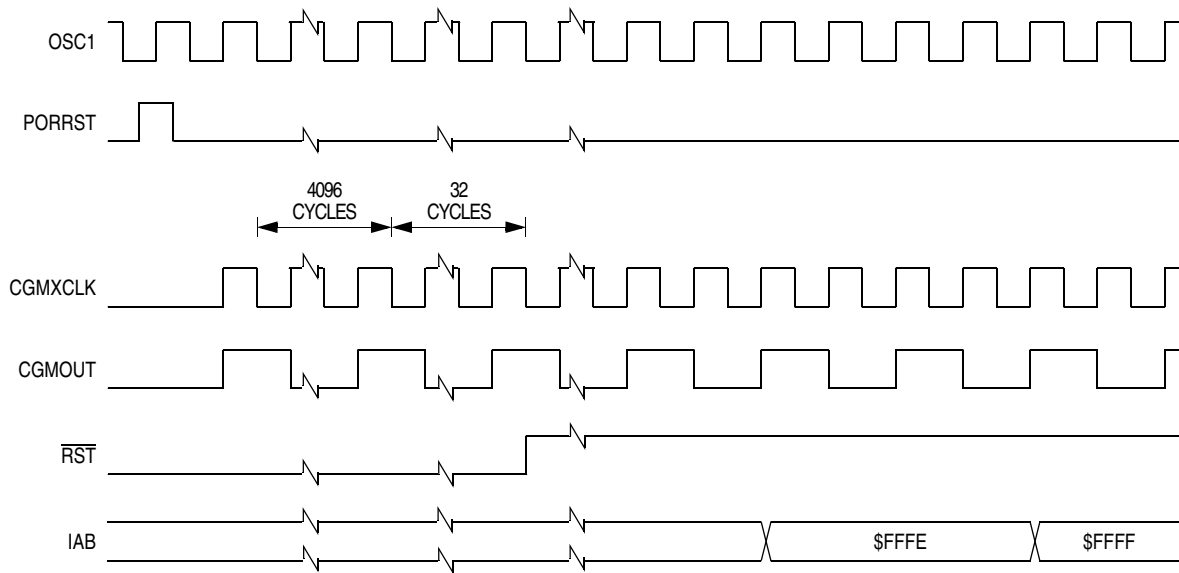 OSC1
PORRST
4096
CYCLES
32
CYCLES
CGMXCLK
CGMOUT
RST
IAB
$FFFE
$FFFF